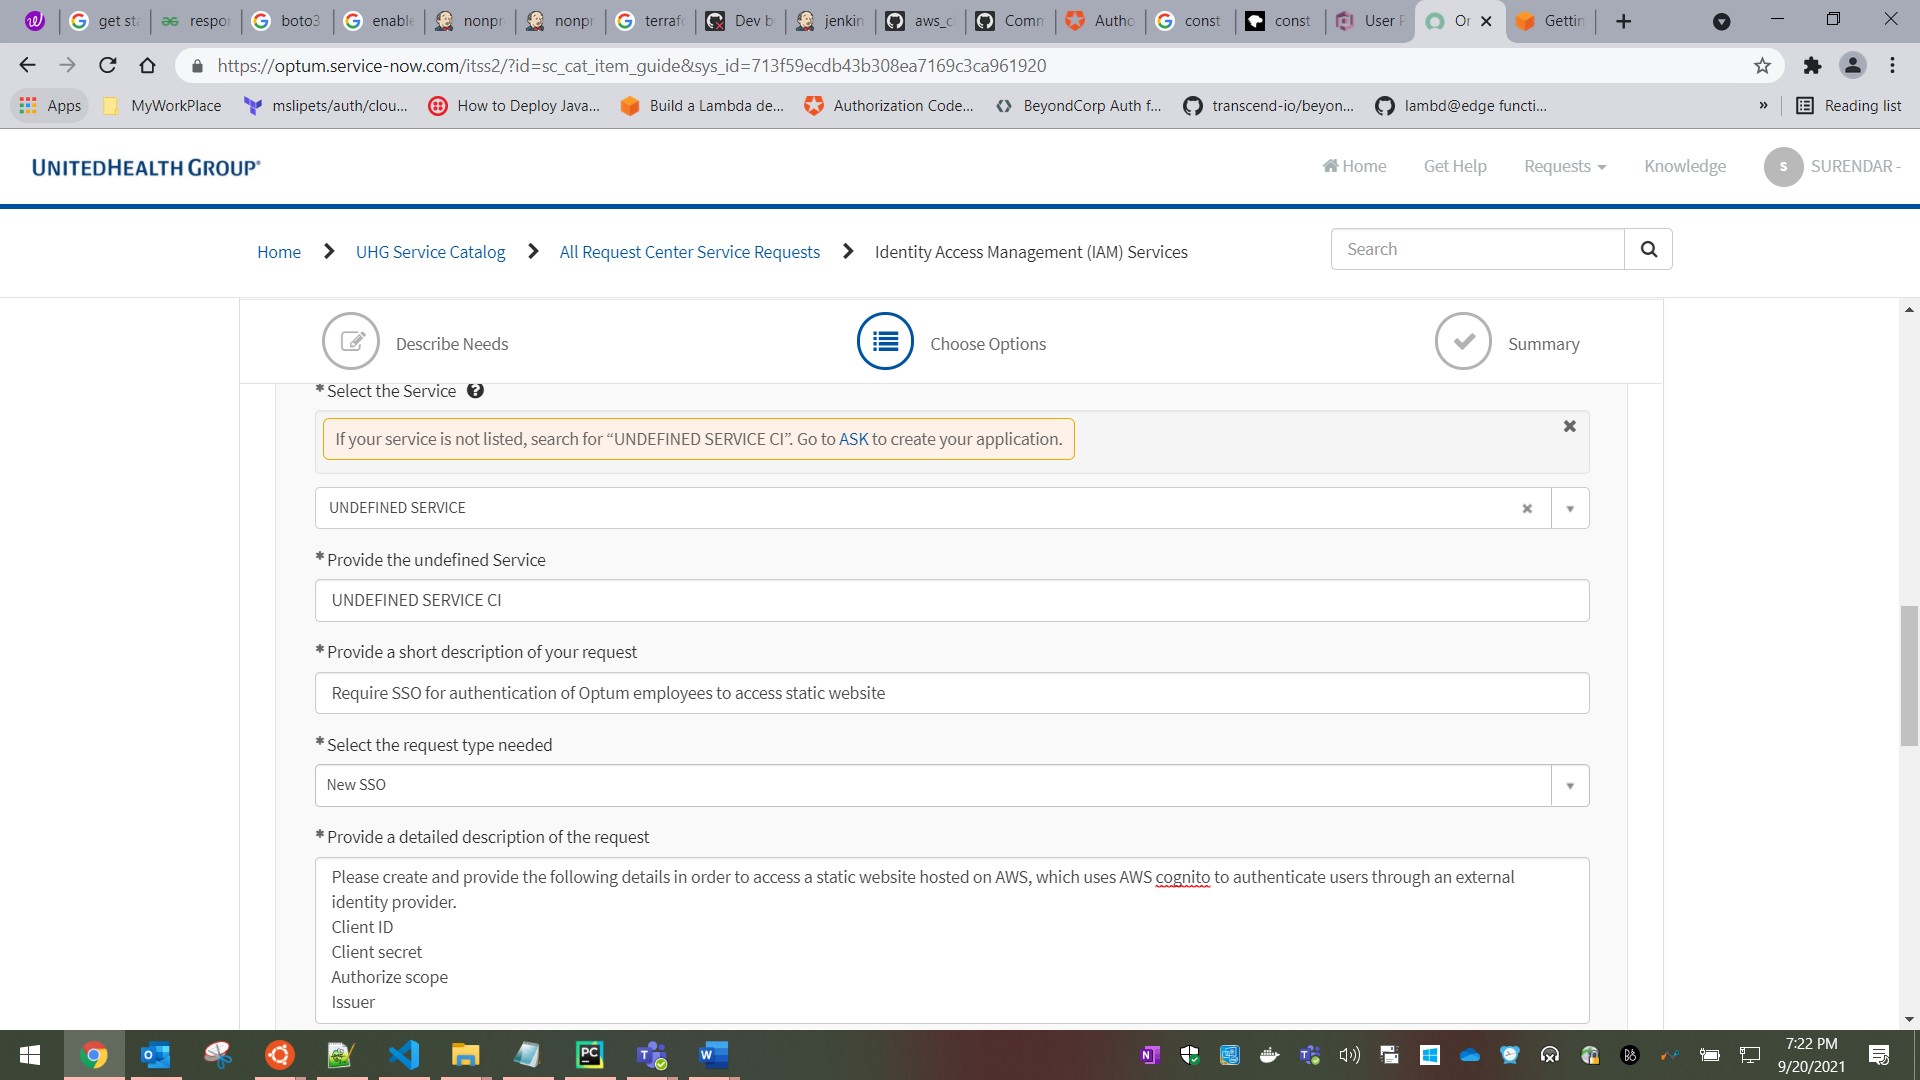 get sta
respor
boto3
enable
nonpr
nonpr
terrafo
Dev b
jenkin
aws_cl
Comm
Autho
const
const
User P
Or
Gettin
https://optum.service-now.com/itss2/?id=sc_cat_item_guide&sys_id=713f59ecdb43b308ea7169c3ca961920
Apps
MyWorkPlace
mslipets/auth/clou...
How to Deploy Java...
Build a Lambda de...
Authorization Code...
BeyondCorp Auth f...
transcend-io/beyon...
lambd@edge functi...
»
Reading list
UNITEDHEALTH GROUP®
Home
Get Help
Requests
Knowledge
S
SURENDAR -
Home > UHG Service Catalog > All Request Center Service Requests > Identity Access Management (IAM) Services
Search
Describe Needs
Choose Options
Summary
* Select the Service ?
If your service is not listed, search for “UNDEFINED SERVICE CI”. Go to ASK to create your application.
UNDEFINED SERVICE
* Provide the undefined Service
UNDEFINED SERVICE CI
* Provide a short description of your request
Require SSO for authentication of Optum employees to access static website
* Select the request type needed
New SSO
* Provide a detailed description of the request
Please create and provide the following details in order to access a static website hosted on AWS, which uses AWS cognito to authenticate users through an external
identity provider.
Client ID
Client secret
Authorize scope
Issuer
7:22 PM
9/20/2021